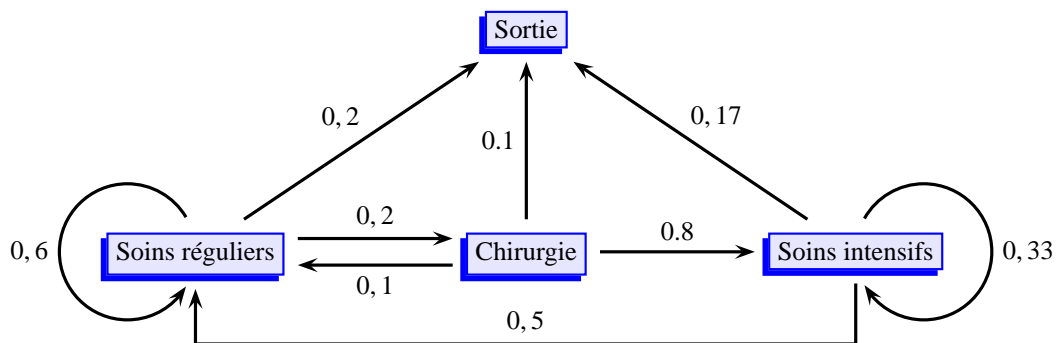 Sortie
0, 2
0.1
0, 17
0, 6
Soins réguliers
0, 2
0, 1
Chirurgie
0.8
Soins intensifs
0, 33
0, 5